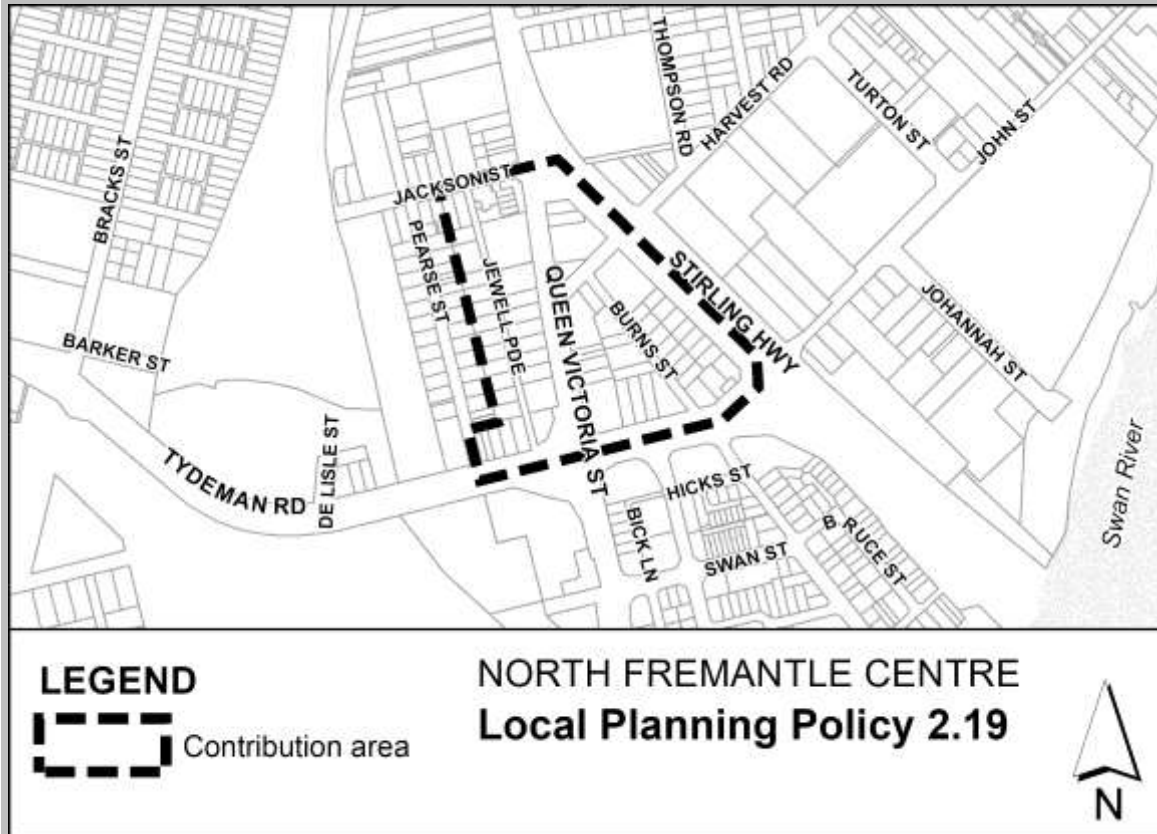 THOMPSON RD
HARVEST RD
TURTON ST
JOHN ST
BRACKS ST
JACKSON ST
PEARSE ST
JEWELL PDE
QUEEN VICTORIA ST
BURNS ST
STIRLING HWY
JOHANNAH ST
BARKER ST
TYDEMAN RD
DE LISLE ST
HICKS ST
BICK LN
SWAN ST
B RUCE ST
Swan River
LEGEND
Contribution area
NORTH FREMANTLE CENTRE
Local Planning Policy 2.19
N